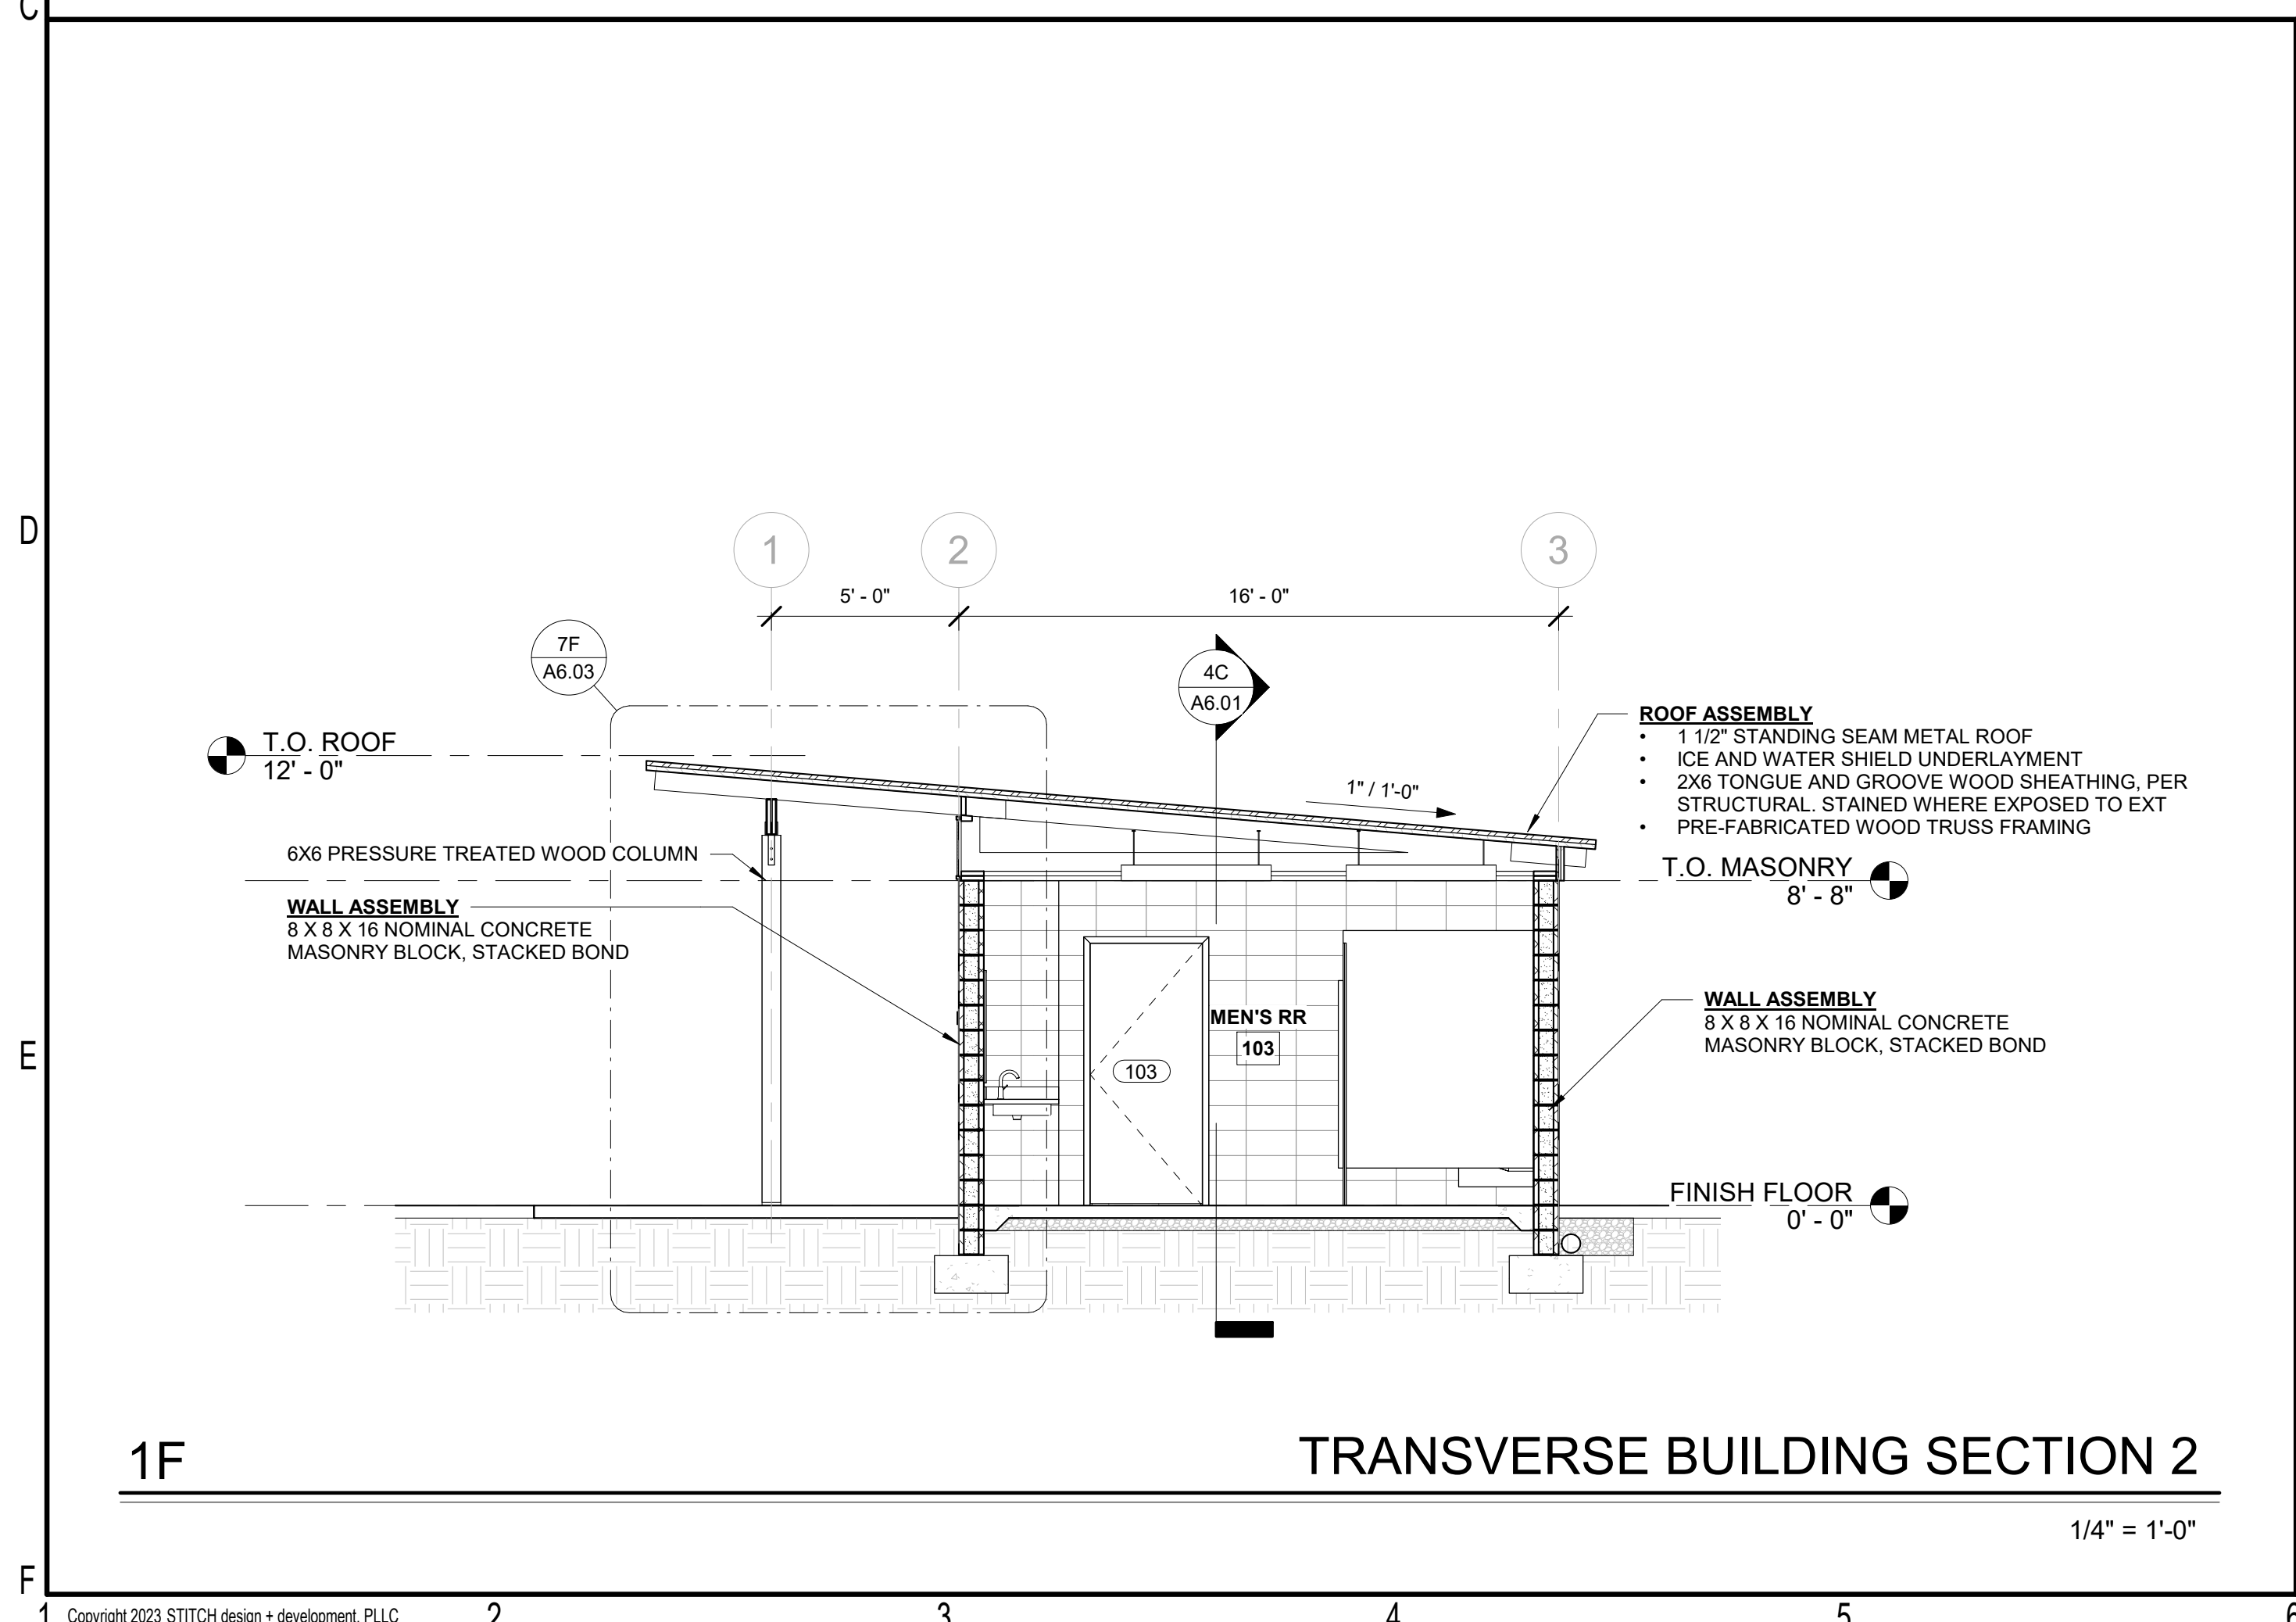 C
D
E
F
1
2
3
5' - 0"
16' - 0"
7F
A6.03
4C
A6.01
T.O. ROOF
12' - 0"
1" / 1'-0"
ROOF ASSEMBLY
• 1 1/2" STANDING SEAM METAL ROOF
• ICE AND WATER SHIELD UNDERLAYMENT
• 2X6 TONGUE AND GROOVE WOOD SHEATHING, PER
STRUCTURAL. STAINED WHERE EXPOSED TO EXT
• PRE-FABRICATED WOOD TRUSS FRAMING
6X6 PRESSURE TREATED WOOD COLUMN
T.O. MASONRY
8' - 8"
WALL ASSEMBLY
8 X 8 X 16 NOMINAL CONCRETE
MASONRY BLOCK, STACKED BOND
MEN'S RR
103
103
WALL ASSEMBLY
8 X 8 X 16 NOMINAL CONCRETE
MASONRY BLOCK, STACKED BOND
FINISH FLOOR
0' - 0"
1F
TRANSVERSE BUILDING SECTION 2
1/4" = 1'-0"
1
Copyright 2023 STITCH design + development, PLLC
2
3
4
5
6